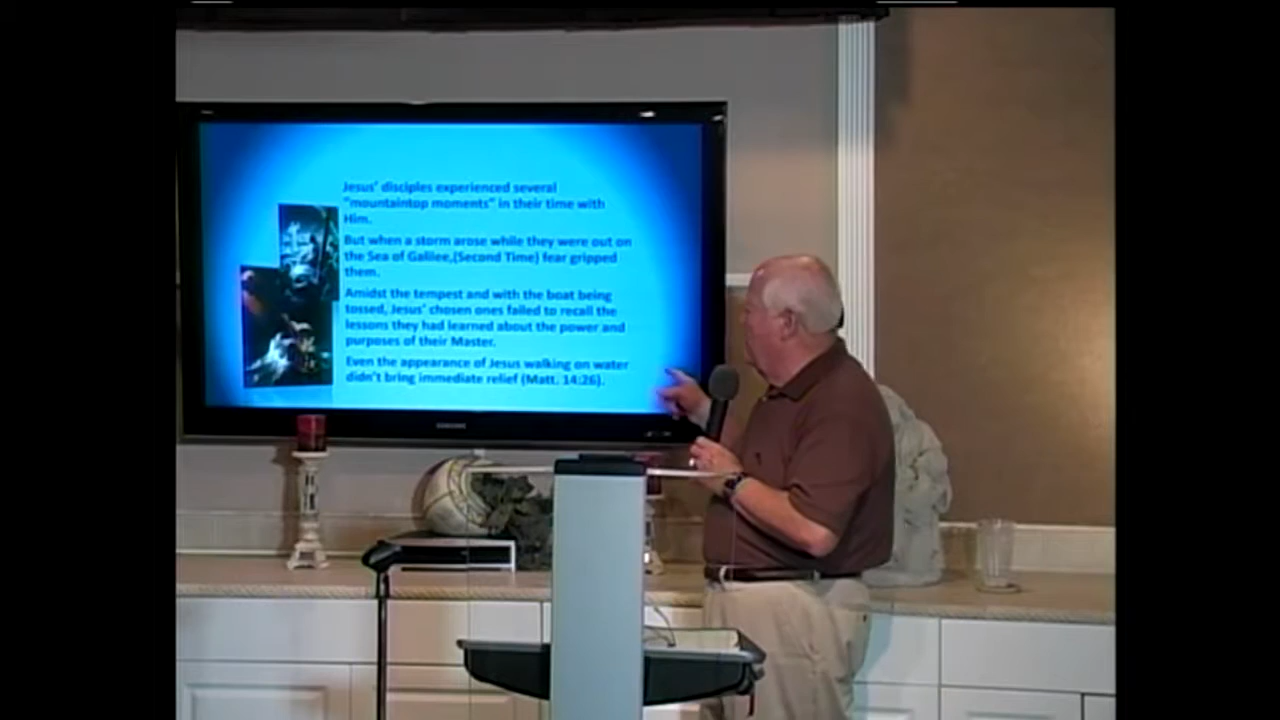 Jesus' disciples experienced several
"mountaintop moments" in their time with
Him.
But when a storm arose while they were out on
the Sea of Galilee,(Second Time) fear gripped
them.
Amidst the tempest and with the boat being
tossed, Jesus' chosen ones failed to recall the
lessons they had learned about the power and
purposes of their Master.
Even the appearance of Jesus walking on water
didn't bring immediate relief (Matt. 14:26).
SAMSUNG